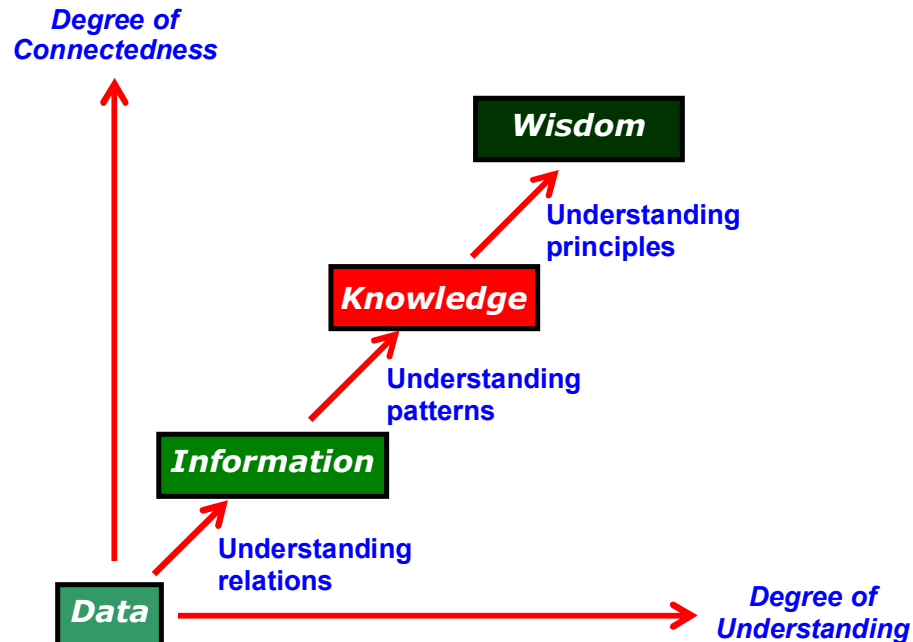 Degree of
Connectedness
Wisdom
Understanding
principles
Knowledge
Understanding
patterns
Information
Understanding
relations
Data
Degree of
Understanding